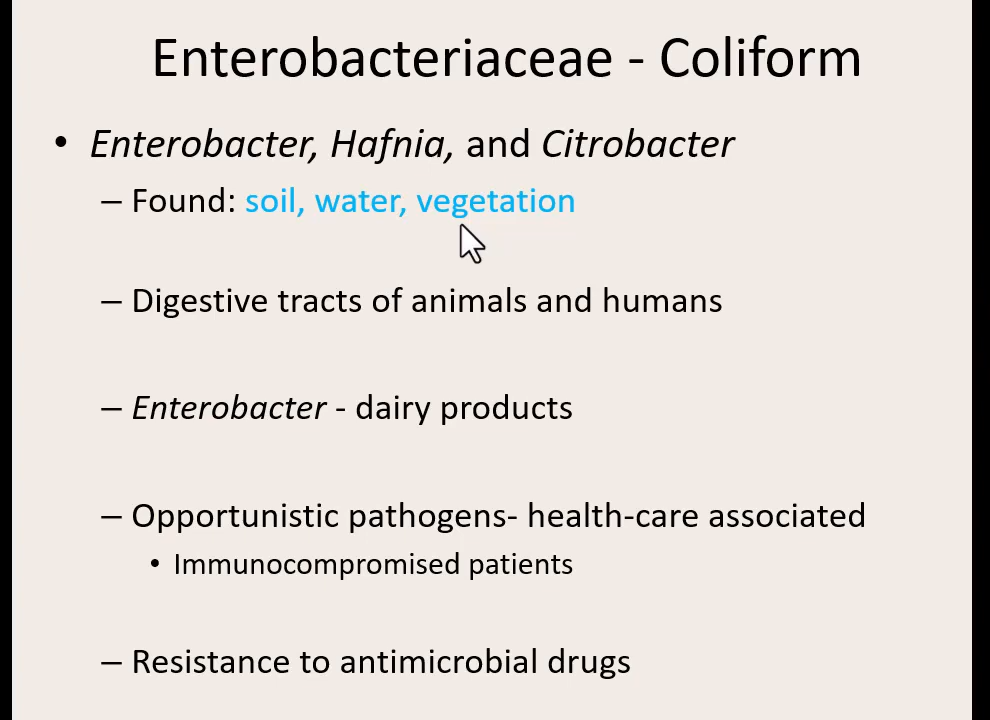 Enterobacteriaceae - Coliform
• Enterobacter, Hafnia, and Citrobacter
– Found: soil, water, vegetation
– Digestive tracts of animals and humans
– Enterobacter - dairy products
– Opportunistic pathogens- health-care associated
• Immunocompromised patients
– Resistance to antimicrobial drugs